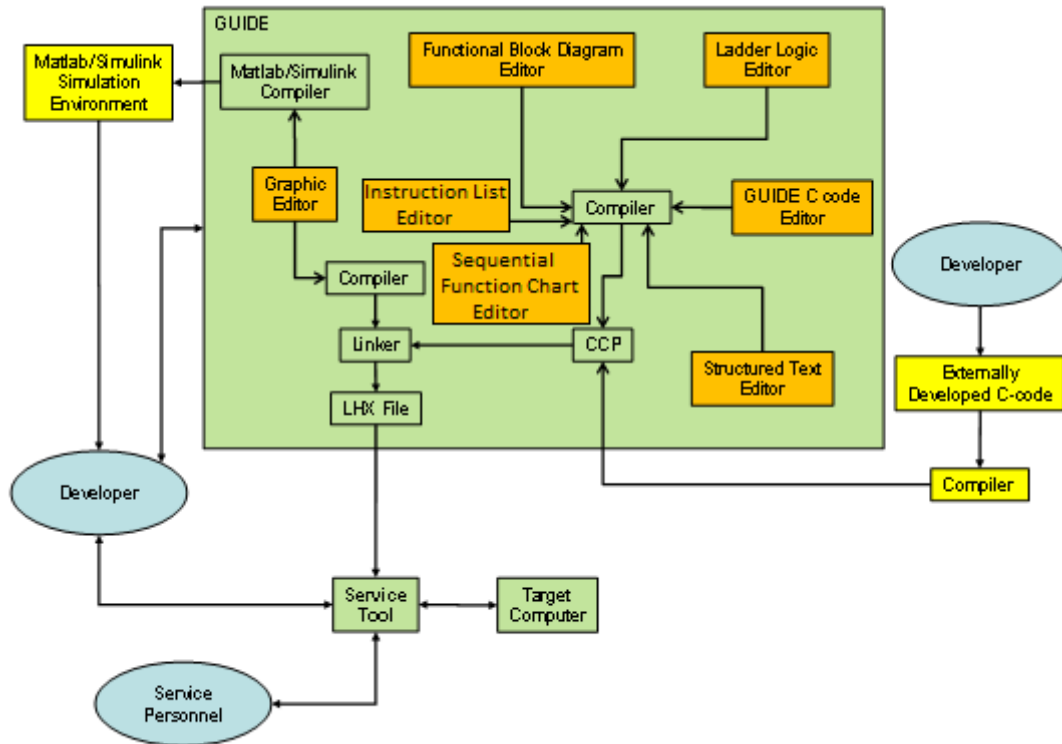 GUIDE
Matlab/Simulink
Simulation
Environment
Matlab/Simulink
Compiler
Functional Block Diagram
Editor
Ladder Logic
Editor
Graphic
Editor
Instruction List
Editor
Compiler
GUIDE C code
Editor
Sequential
Function Chart
Editor
Compiler
Developer
Linker
CCP
Structured Text
Editor
Externally
Developed C-code
LHX File
Developer
Compiler
Service
Tool
Target
Computer
Service
Personnel